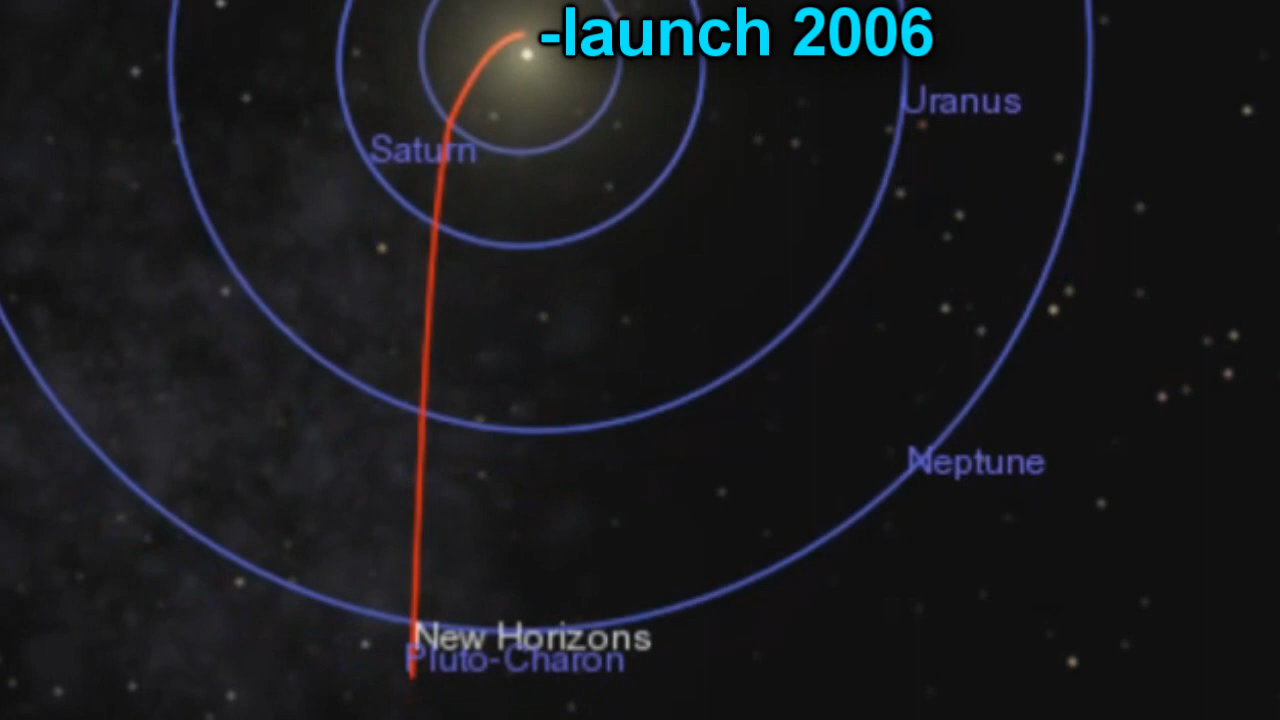 -launch 2006
Uranus
Saturn
Neptune
New Horizons
Pluto-Charon